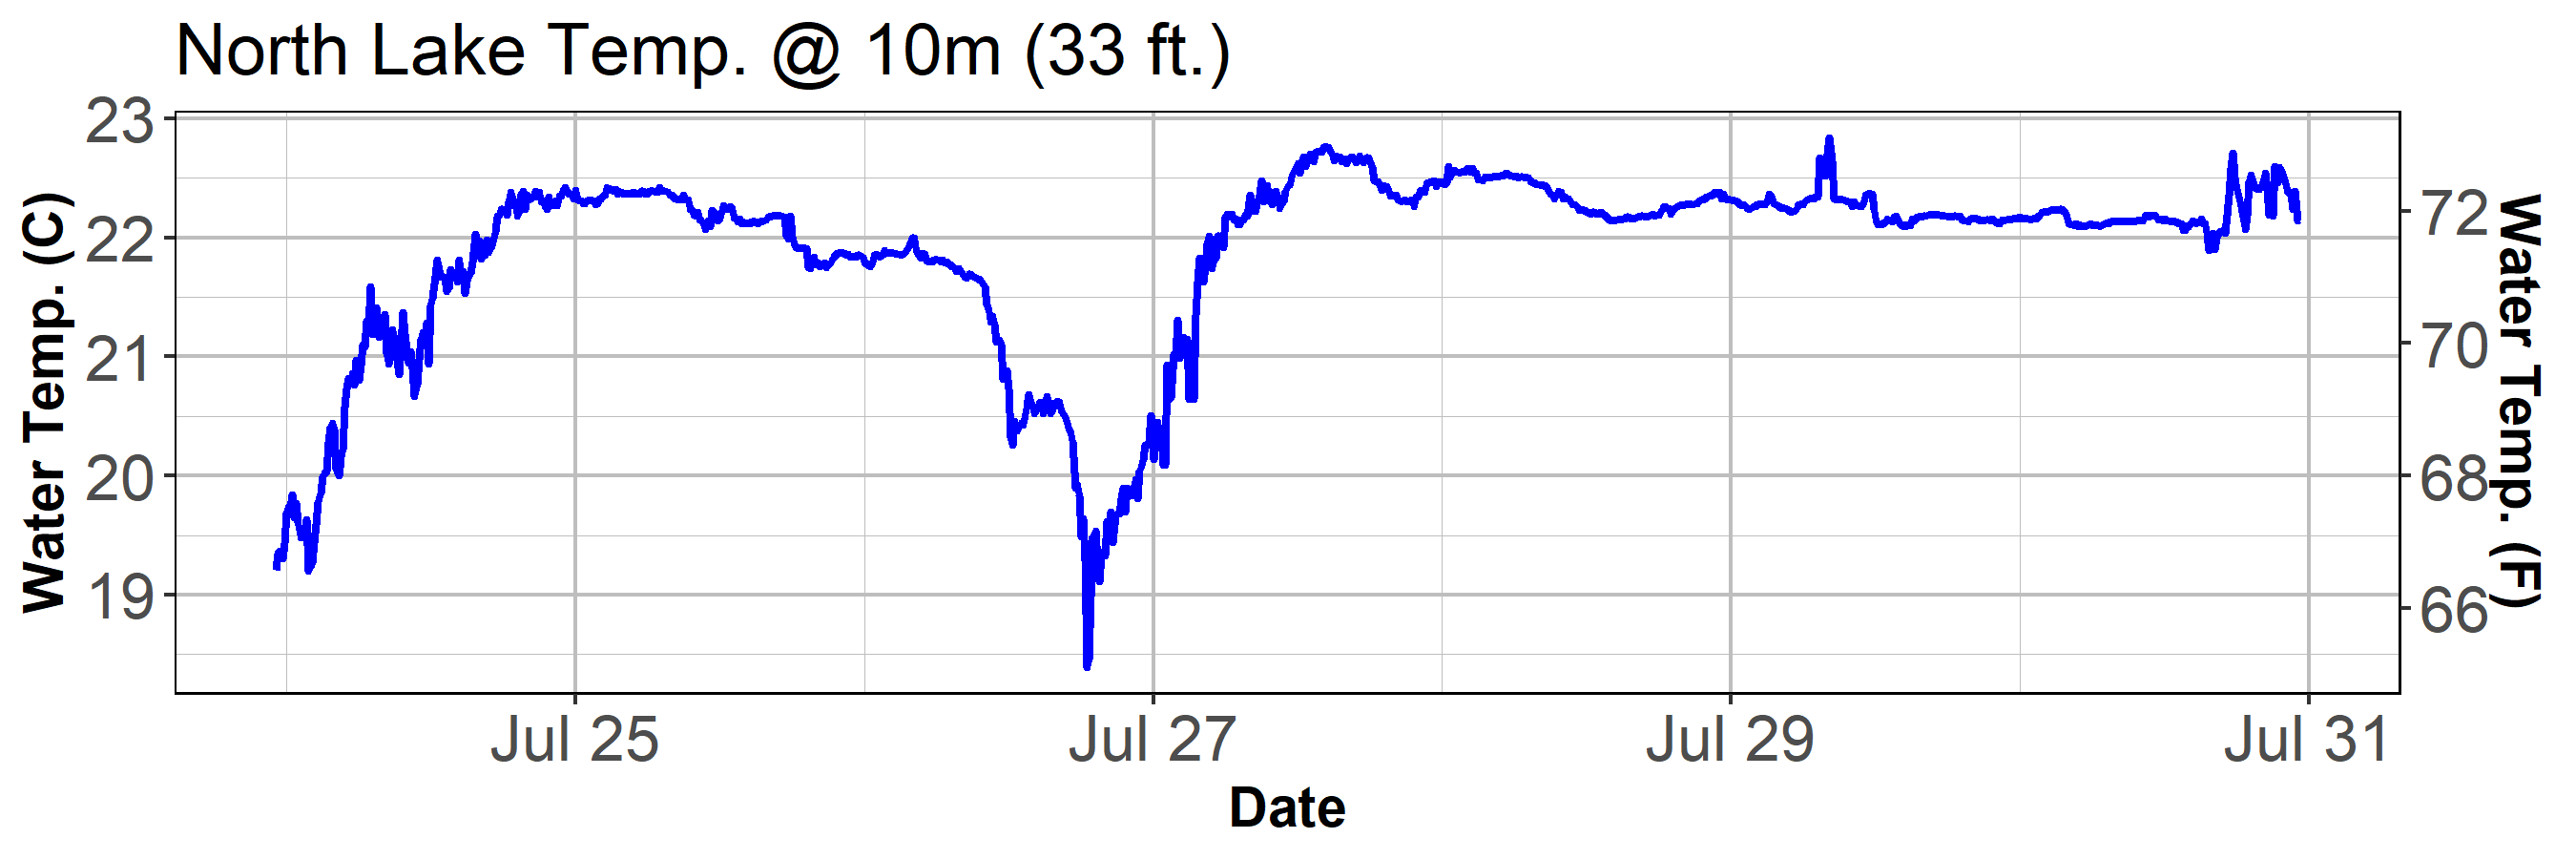 North Lake Temp. @ 10m (33 ft.)
Water Temp. (C)
23
22
21
20
19
72
70
68
66
Water Temp. (F)
Jul 25 Jul 27 Jul 29 Jul 31
Date